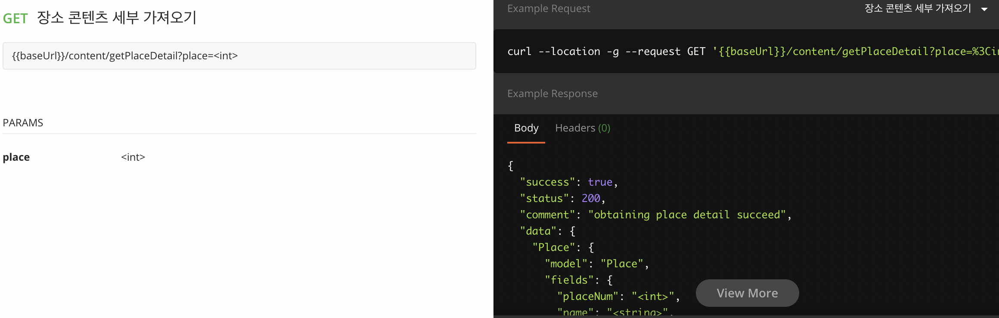 GET 장소 콘텐츠 세부 가져오기
{{baseUrl}}/content/getPlaceDetail?place=<int>
PARAMS
place <int>
Example Request
장소 콘텐츠 세부 가져오기
curl --location -g --request GET '{{baseUrl}}/content/getPlaceDetail?place=%3Ci
Example Response
Body Headers (0)
{
"success": true,
"status": 200,
"comment": "obtaining place detail succeed",
"data": {
"Place": {
"model": "Place",
"fields": {
"placeNum": "<int>",
View More
"name": "<string>",